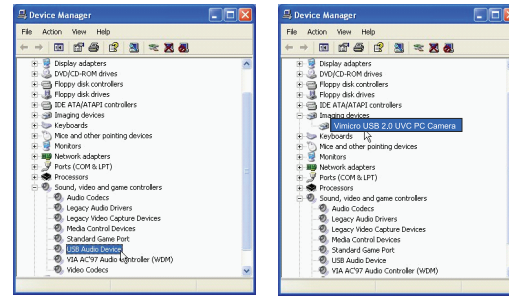 Device Manager
File Action View Help
Display adapters
DVD/CD-ROM drives
Floppy disk controllers
Floppy disk drives
IDE ATA/ATAPI controllers
Imaging devices
Keyboards
Mice and other pointing devices
Monitors
Network adapters
Ports (COM & LPT)
Processors
Sound, video and game controllers
Audio Codecs
Legacy Audio Drivers
Legacy Video Capture Devices
Media Control Devices
Standard Game Port
USB Audio Device
VIA AC'97 Audio Controller (WDM)
Video Codecs
Device Manager
File Action View Help
Display adapters
DVD/CD-ROM drives
Floppy disk controllers
Floppy disk drives
IDE ATA/ATAPI controllers
Imaging devices
Vimicro USB 2.0 UVC PC Camera
Keyboards
Mice and other pointing devices
Monitors
Network adapters
Ports (COM & LPT)
Processors
Sound, video and game controllers
Audio Codecs
Legacy Audio Drivers
Legacy Video Capture Devices
Media Control Devices
Standard Game Port
USB Audio Device
VIA AC'97 Audio Controller (WDM)